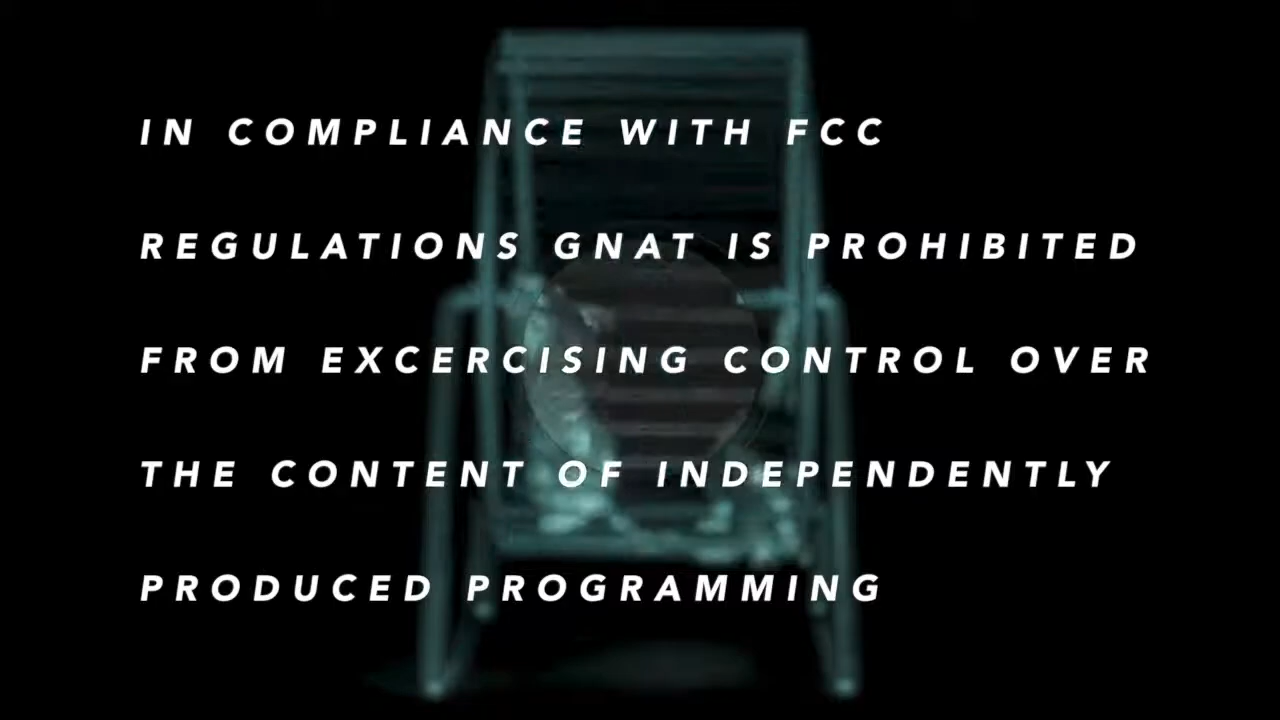 IN COMPLIANCE WITH FCC
REGULATIONS GNAT IS PROHIBITED
FROM EXCERCISING CONTROL OVER
THE CONTENT OF INDEPENDENTLY
PRODUCED PROGRAMMING